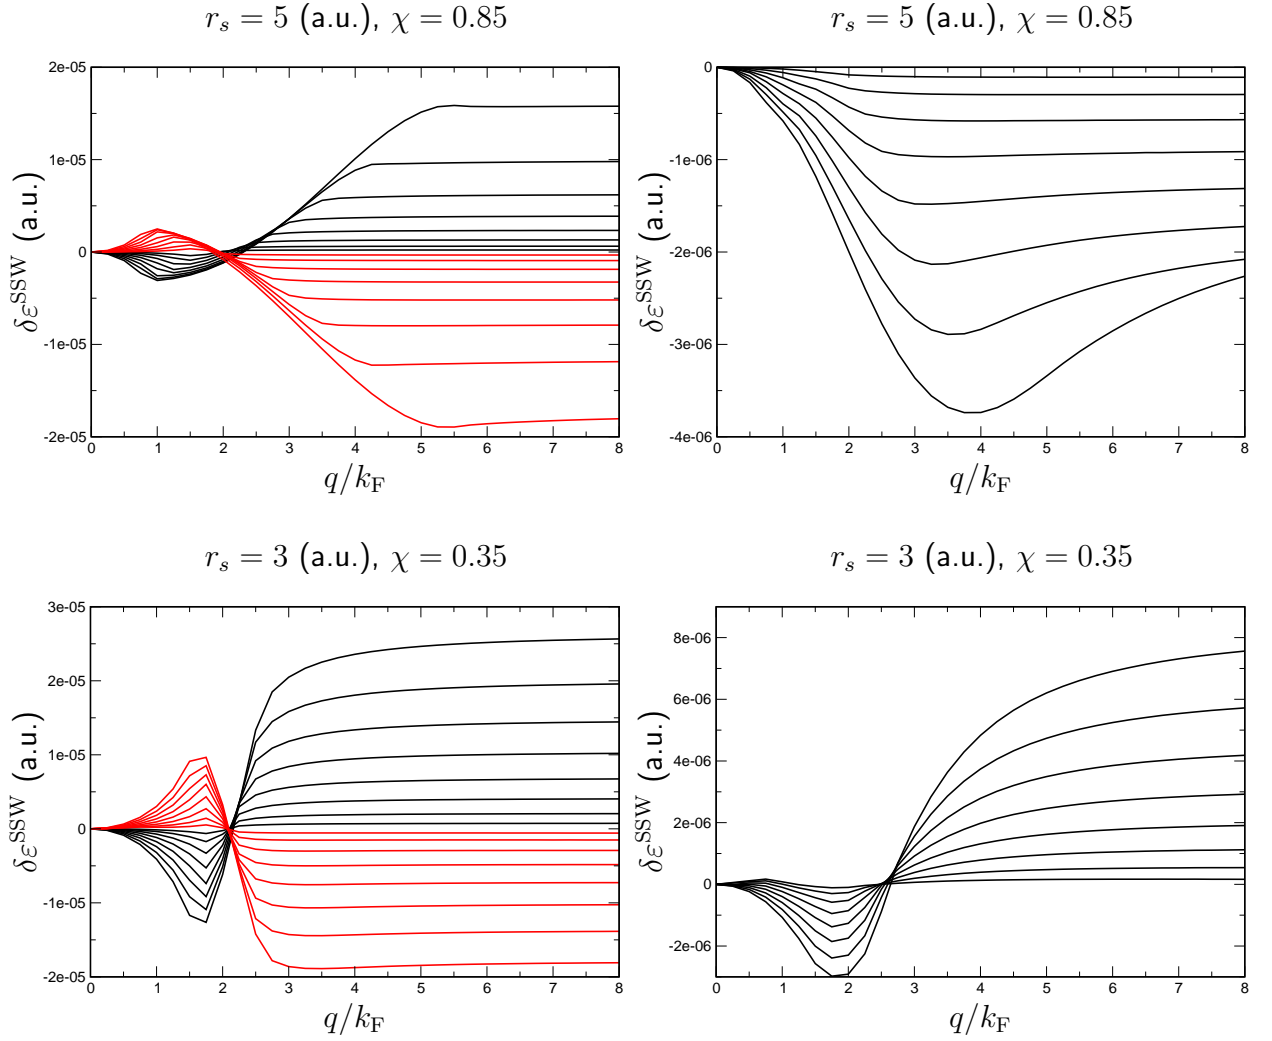 r_s = 5 (a.u.), χ = 0.85
2e-05
1e-05
0
-1e-05
-2e-05
δε^SSW (a.u.)
0 1 2 3 4 5 6 7 8
q/k_F
r_s = 5 (a.u.), χ = 0.85
0
-1e-06
-2e-06
-3e-06
-4e-06
δε^SSW (a.u.)
0 1 2 3 4 5 6 7 8
q/k_F
r_s = 3 (a.u.), χ = 0.35
3e-05
2e-05
1e-05
0
-1e-05
-2e-05
δε^SSW (a.u.)
0 1 2 3 4 5 6 7 8
q/k_F
r_s = 3 (a.u.), χ = 0.35
8e-06
6e-06
4e-06
2e-06
0
-2e-06
δε^SSW (a.u.)
0 1 2 3 4 5 6 7 8
q/k_F